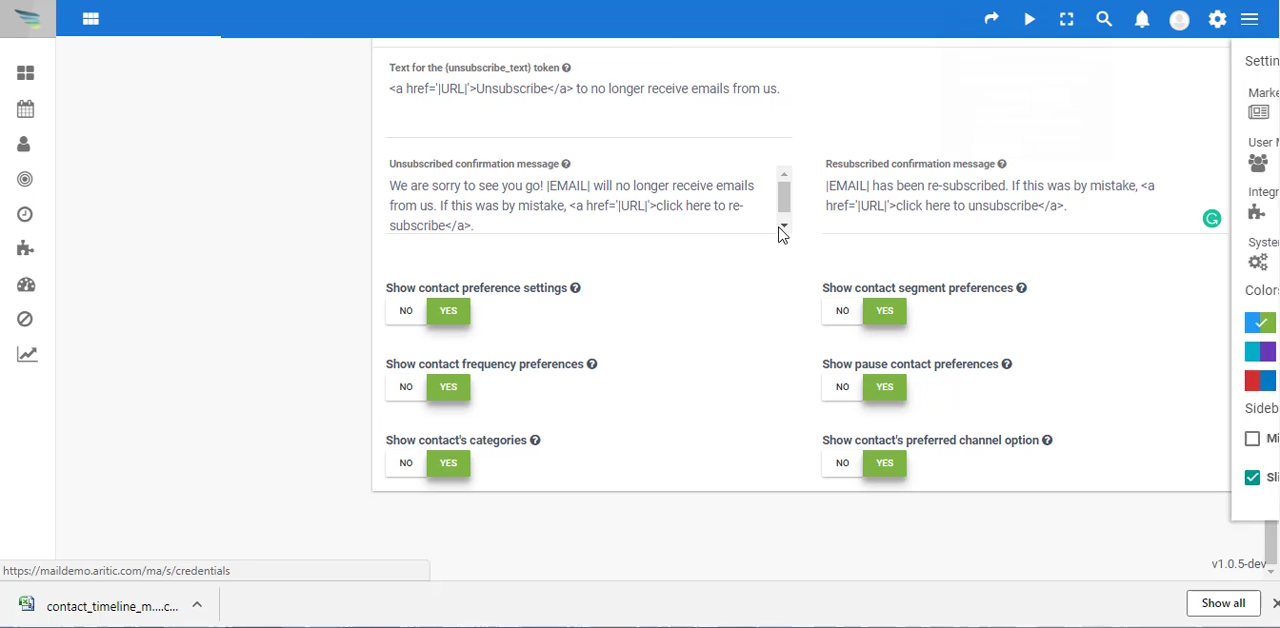 Settin
Text for the {unsubscribe_text} token
<a href='|URL|'>Unsubscribe</a> to no longer receive emails from us.
Marke
User M
Unsubscribed confirmation message
Resubscribed confirmation message
We are sorry to see you go! |EMAIL| will no longer receive emails
from us. If this was by mistake, <a href='|URL|'>click here to re-
subscribe</a>.
|EMAIL| has been re-subscribed. If this was by mistake, <a
href='|URL|'>click here to unsubscribe</a>.
Integr
Syste
Show contact preference settings
Show contact segment preferences
Color
NO YES
NO YES
Show contact frequency preferences
Show pause contact preferences
NO YES
NO YES
Sideb
Show contact's categories
Show contact's preferred channel option
Mi
NO YES
NO YES
Sli
v1.0.5-dev
https://maildemo.aritic.com/ma/s/credentials
contact_timeline_m....c...
Show all